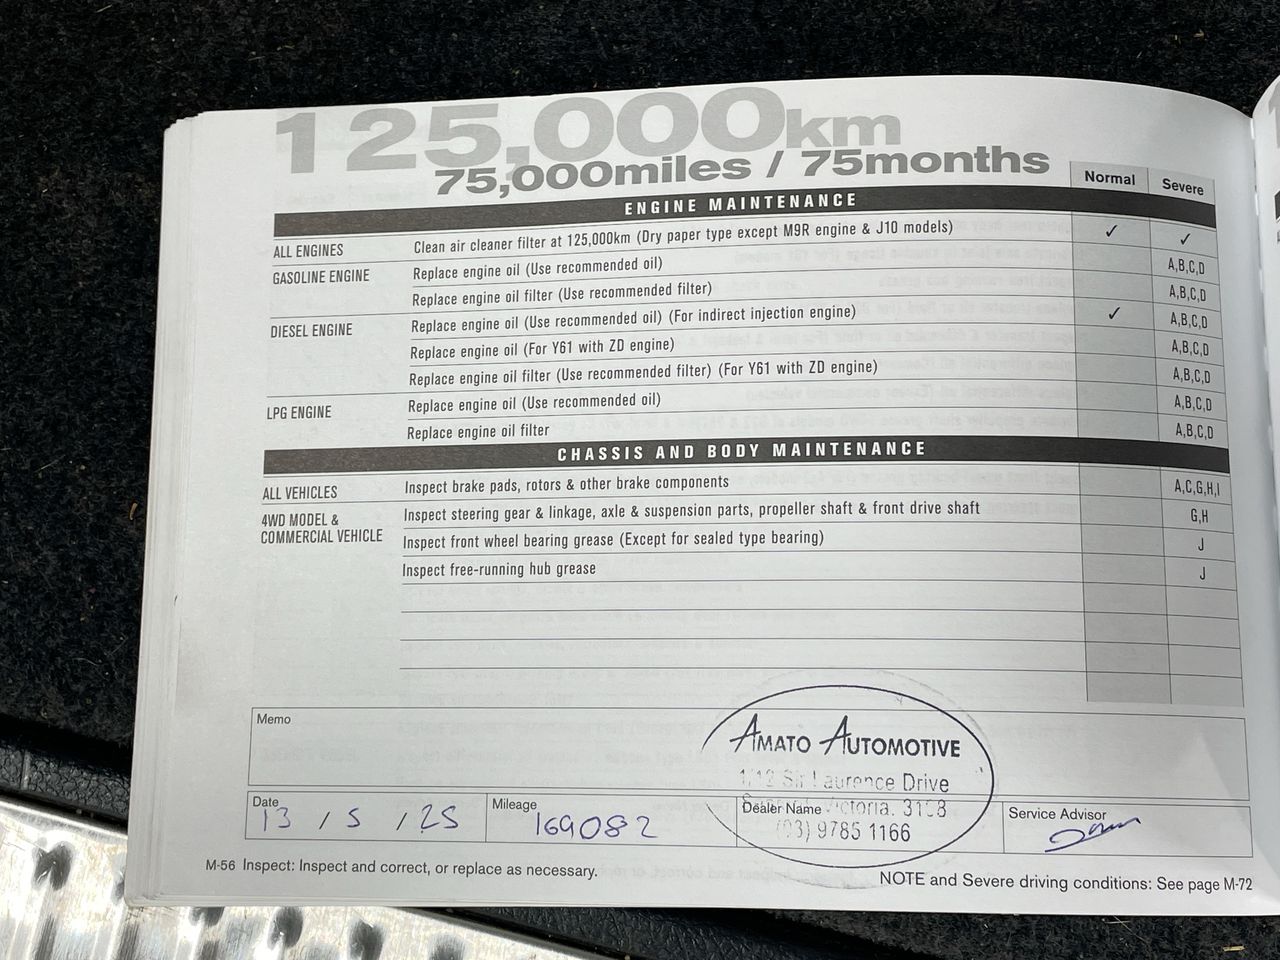 125,000km
75,000miles / 75months
Normal Severe
ENGINE MAINTENANCE
ALL ENGINES Clean air cleaner filter at 125,000km (Dry paper type except M9R engine & J10 models) ✓ ✓
GASOLINE ENGINE Replace engine oil (Use recommended oil) A,B,C,D
Replace engine oil filter (Use recommended filter) A,B,C,D
DIESEL ENGINE Replace engine oil (Use recommended oil) (For indirect injection engine) ✓ A,B,C,D
Replace engine oil (For Y61 with ZD engine) A,B,C,D
Replace engine oil filter (Use recommended filter) (For Y61 with ZD engine) A,B,C,D
LPG ENGINE Replace engine oil (Use recommended oil) A,B,C,D
Replace engine oil filter A,B,C,D
CHASSIS AND BODY MAINTENANCE
ALL VEHICLES Inspect brake pads, rotors & other brake components A,C,G,H,I
4WD MODEL & Inspect steering gear & linkage, axle & suspension parts, propeller shaft & front drive shaft G,H
COMMERCIAL VEHICLE Inspect front wheel bearing grease (Except for sealed type bearing) J
Inspect free-running hub grease J
Memo
AMATO AUTOMOTIVE
1/12 Sir Laurence Drive
Victoria.
(03) 9785 1166
Date 13 / 5 / 25
Mileage 169082
Dealer Name
Service Advisor
M-56 Inspect: Inspect and correct, or replace as necessary.
NOTE and Severe driving conditions: See page M-72